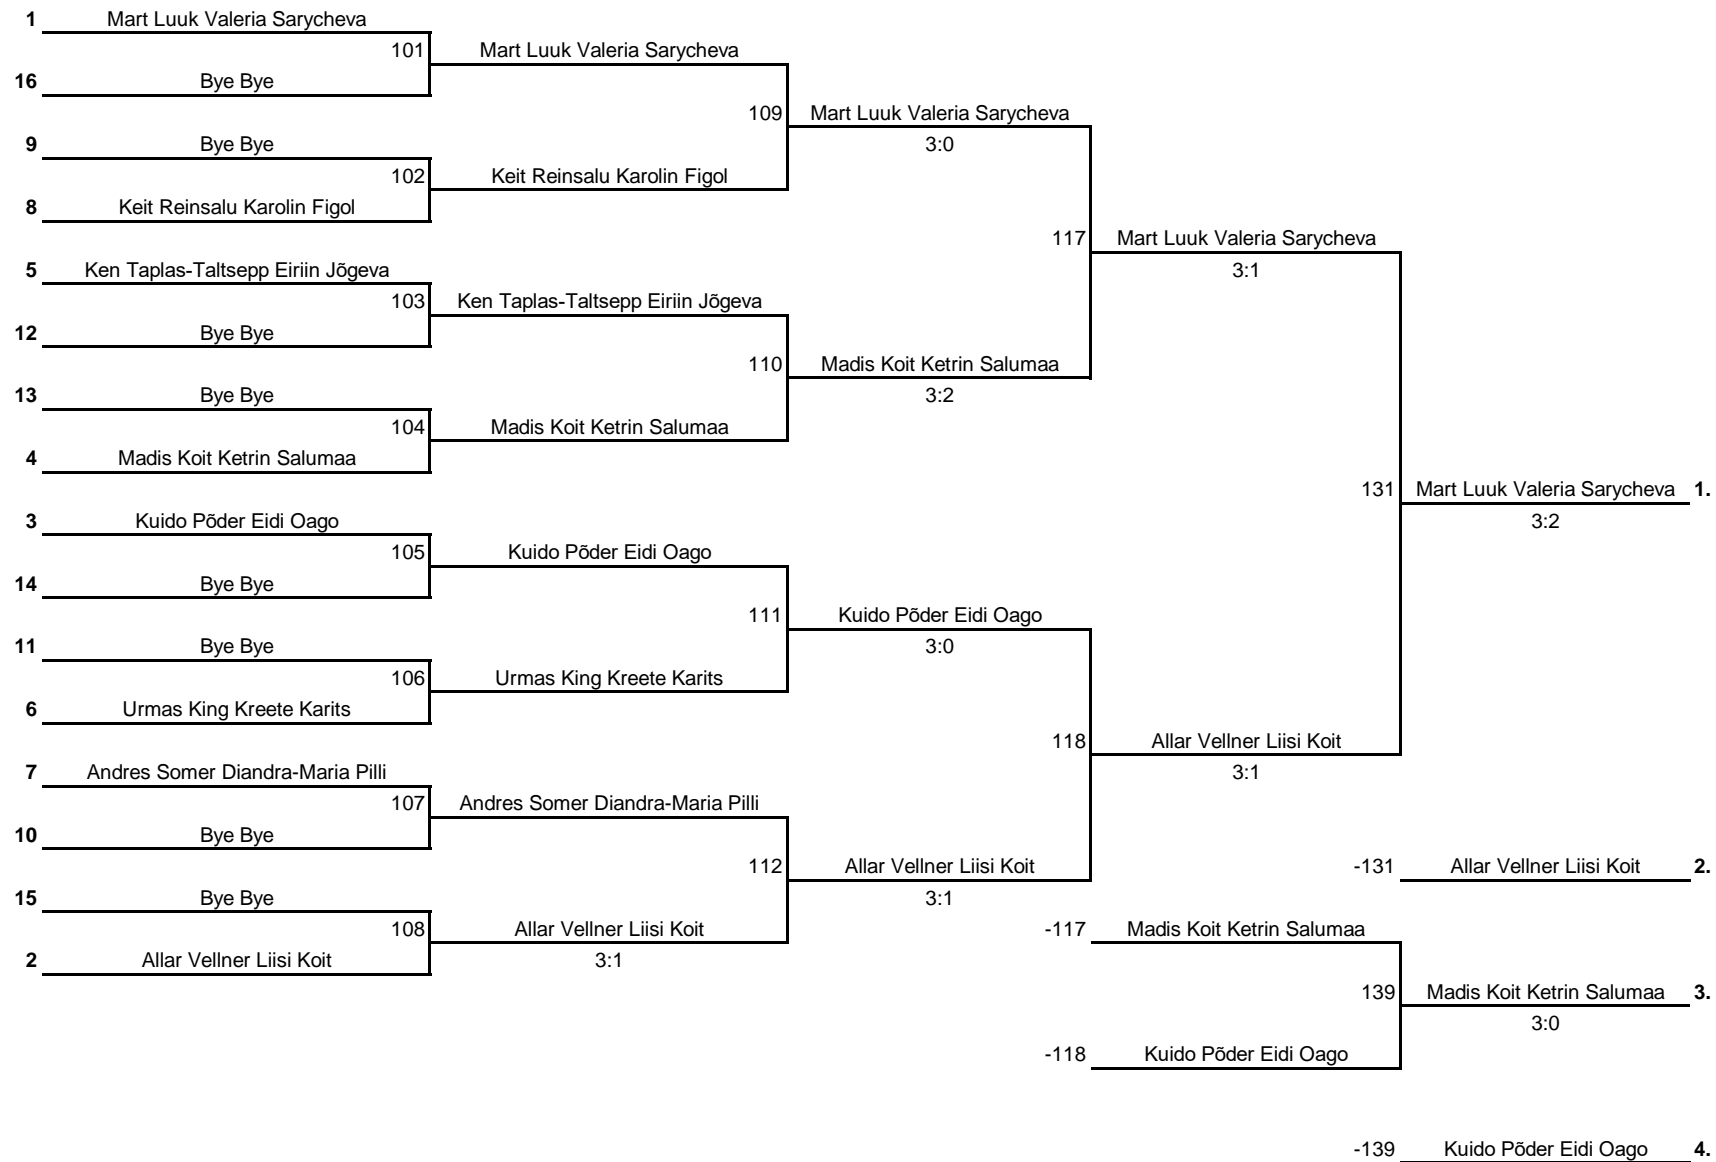 1 Mart Luuk Valeria Sarycheva
101 Mart Luuk Valeria Sarycheva
16 Bye Bye
109 Mart Luuk Valeria Sarycheva
9 Bye Bye
3:0
102 Keit Reinsalu Karolin Figol
8 Keit Reinsalu Karolin Figol
117 Mart Luuk Valeria Sarycheva
5 Ken Taplas-Taltsepp Eiriin Jõgeva
3:1
103 Ken Taplas-Taltsepp Eiriin Jõgeva
12 Bye Bye
110 Madis Koit Ketrin Salumaa
13 Bye Bye
3:2
104 Madis Koit Ketrin Salumaa
4 Madis Koit Ketrin Salumaa
131 Mart Luuk Valeria Sarycheva 1.
3 Kuido Põder Eidi Oago
3:2
105 Kuido Põder Eidi Oago
14 Bye Bye
111 Kuido Põder Eidi Oago
11 Bye Bye
3:0
106 Urmas King Kreete Karits
6 Urmas King Kreete Karits
118 Allar Vellner Liisi Koit
7 Andres Somer Diandra-Maria Pilli
3:1
107 Andres Somer Diandra-Maria Pilli
10 Bye Bye
112 Allar Vellner Liisi Koit
-131 Allar Vellner Liisi Koit 2.
15 Bye Bye
3:1
108 Allar Vellner Liisi Koit
-117 Madis Koit Ketrin Salumaa
2 Allar Vellner Liisi Koit
3:1
139 Madis Koit Ketrin Salumaa 3.
3:0
-118 Kuido Põder Eidi Oago
-139 Kuido Põder Eidi Oago 4.